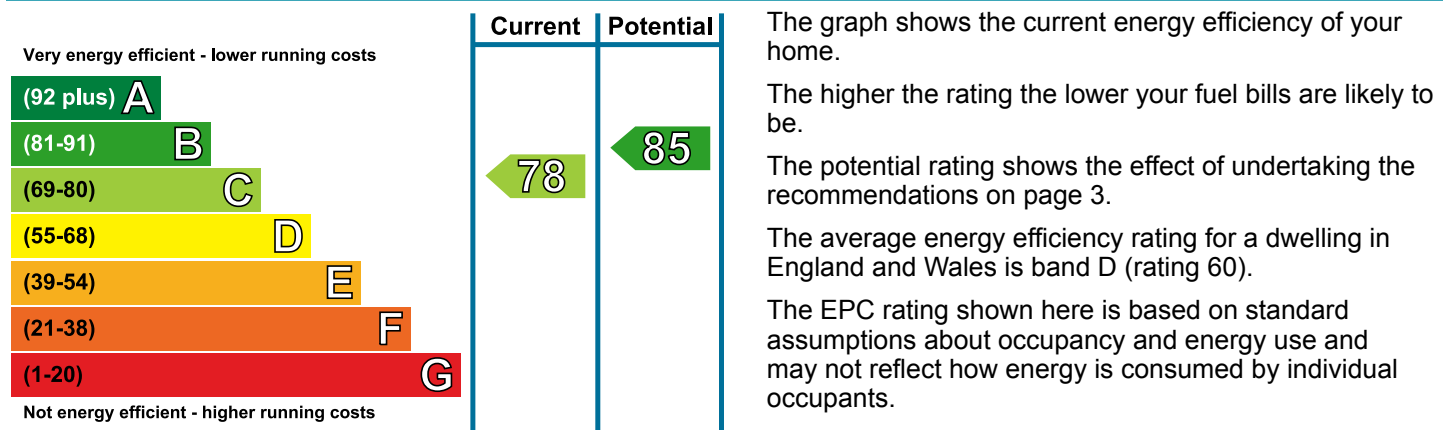 Current Potential
Very energy efficient - lower running costs
(92 plus) A
(81-91) B
(69-80) C
(55-68) D
(39-54) E
(21-38) F
(1-20) G
Not energy efficient - higher running costs
78
85
The graph shows the current energy efficiency of your
home.
The higher the rating the lower your fuel bills are likely to
be.
The potential rating shows the effect of undertaking the
recommendations on page 3.
The average energy efficiency rating for a dwelling in
England and Wales is band D (rating 60).
The EPC rating shown here is based on standard
assumptions about occupancy and energy use and
may not reflect how energy is consumed by individual
occupants.